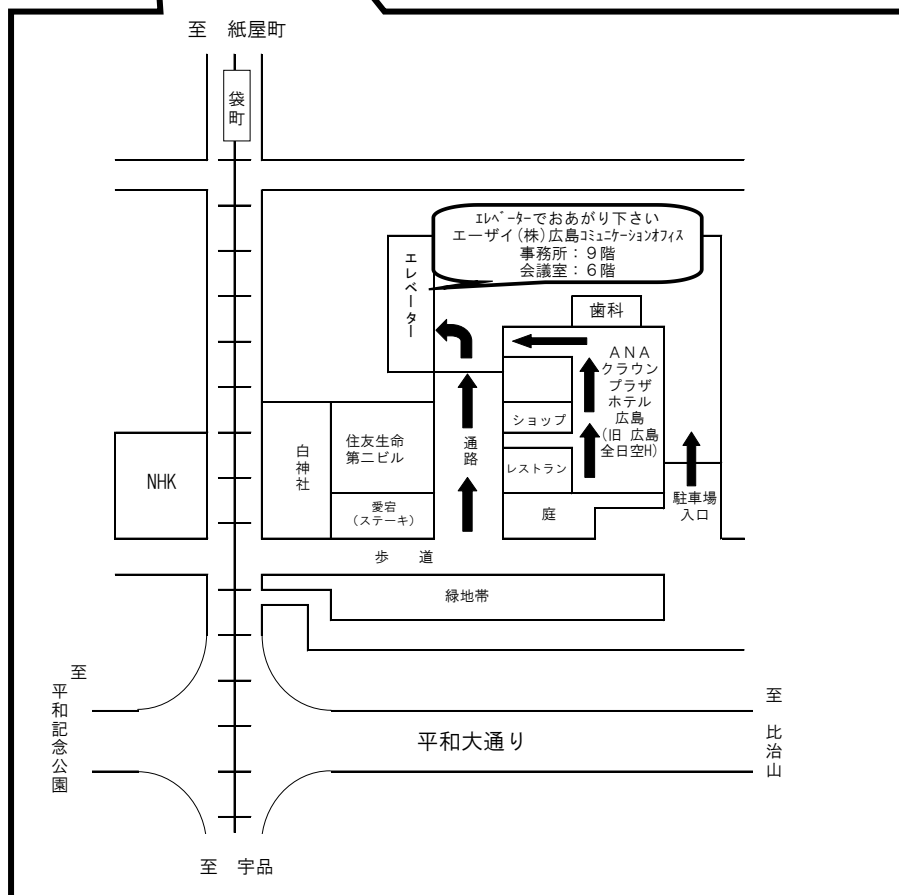 至 紙屋町
袋町
エレベーターでおあがり下さい
エーザイ(株)広島コミュニケーションオフィス
事務所：９階
会議室：６階
エレベーター
歯科
ＡＮＡ
クラウン
プラザ
ホテル
広島
(旧 広島
全日空H)
ショップ
通路
住友生命
第二ビル
白神社
NHK
レストラン
愛宕
(ステーキ)
庭
駐車場
入口
歩 道
緑地帯
至 平和記念公園
平和大通り
至 比治山
至 宇品